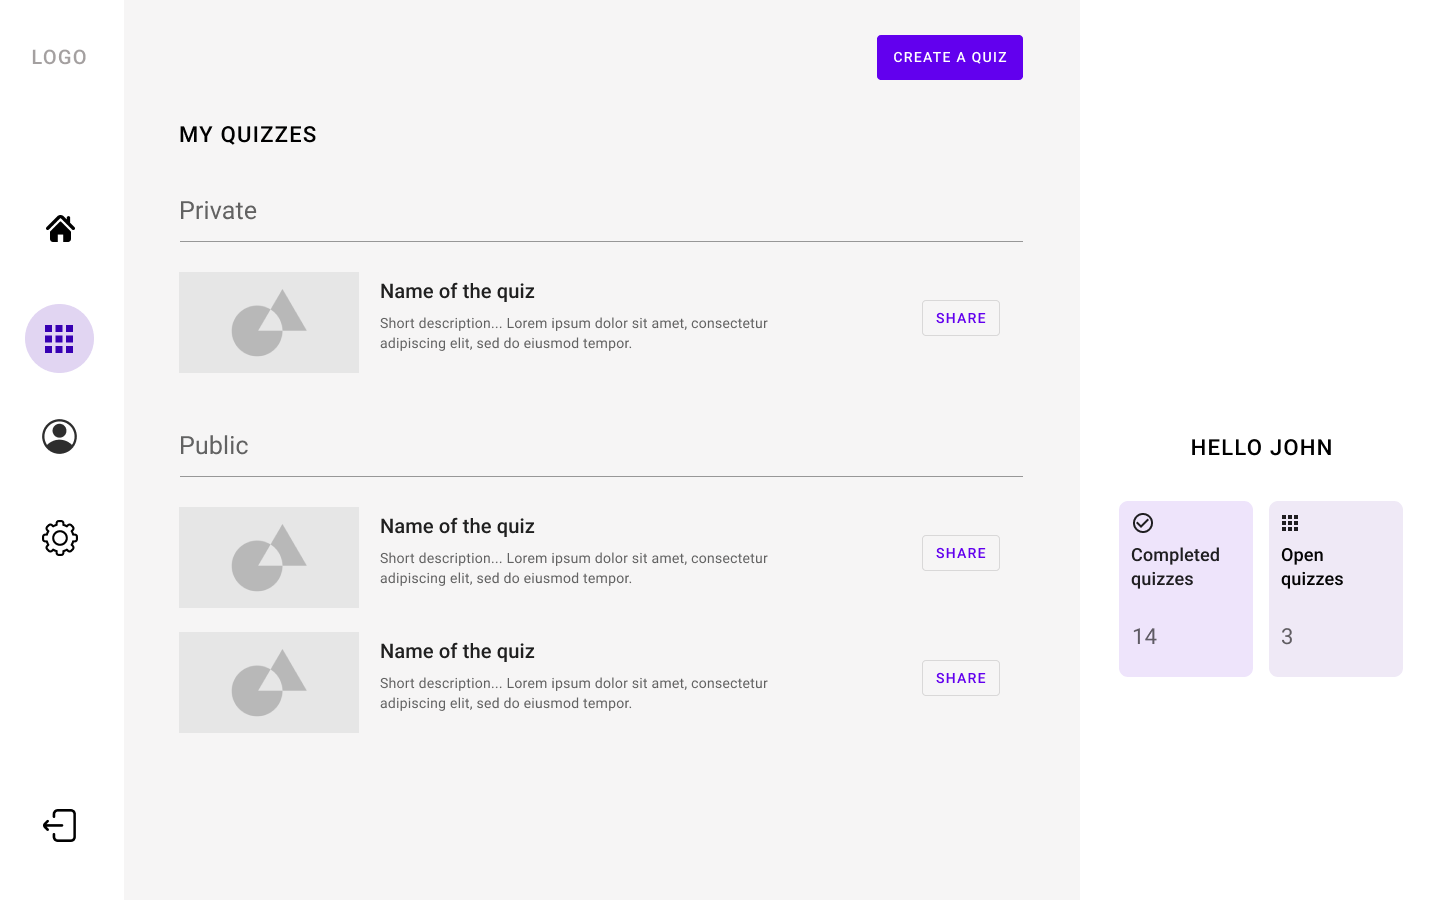 LOGO
CREATE A QUIZ
MY QUIZZES
Private
Name of the quiz
Short description... Lorem ipsum dolor sit amet, consectetur
adipiscing elit, sed do eiusmod tempor.
SHARE
Public
Name of the quiz
Short description... Lorem ipsum dolor sit amet, consectetur
adipiscing elit, sed do eiusmod tempor.
SHARE
Name of the quiz
Short description... Lorem ipsum dolor sit amet, consectetur
adipiscing elit, sed do eiusmod tempor.
SHARE
HELLO JOHN
Completed
quizzes
14
Open
quizzes
3